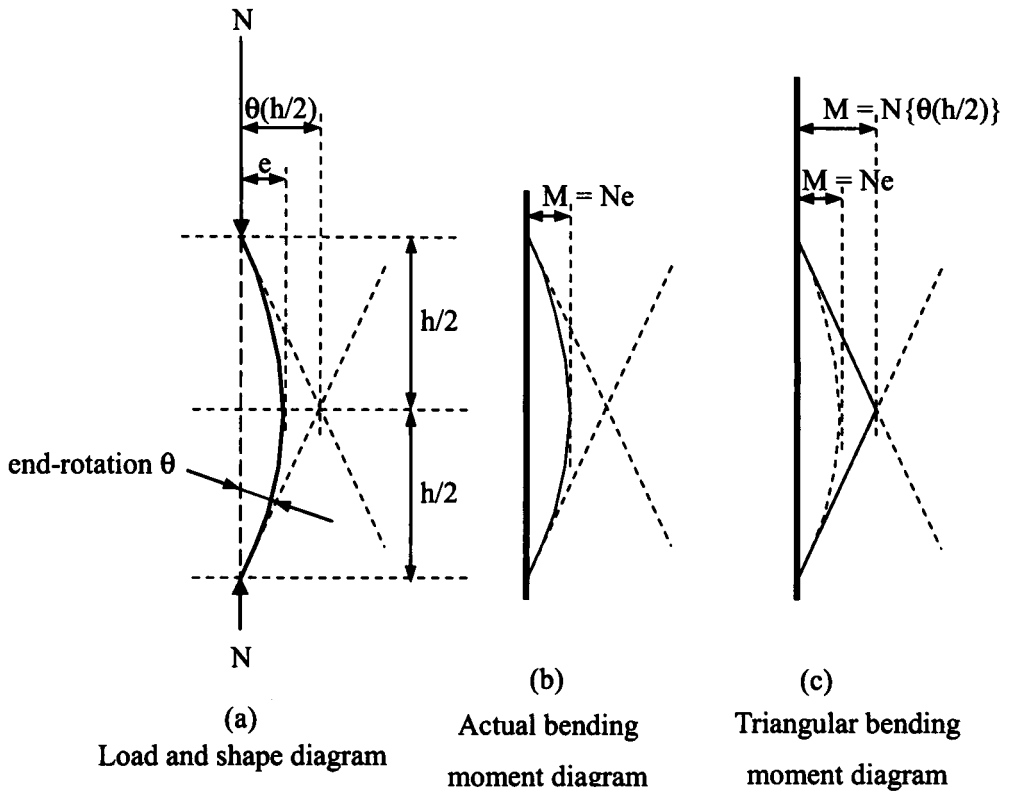 N
θ(h/2)
e
h/2
end-rotation θ
h/2
N
(a)
Load and shape diagram
M = Ne
(b)
Actual bending
moment diagram
M = N{θ(h/2)}
M = Ne
(c)
Triangular bending
moment diagram